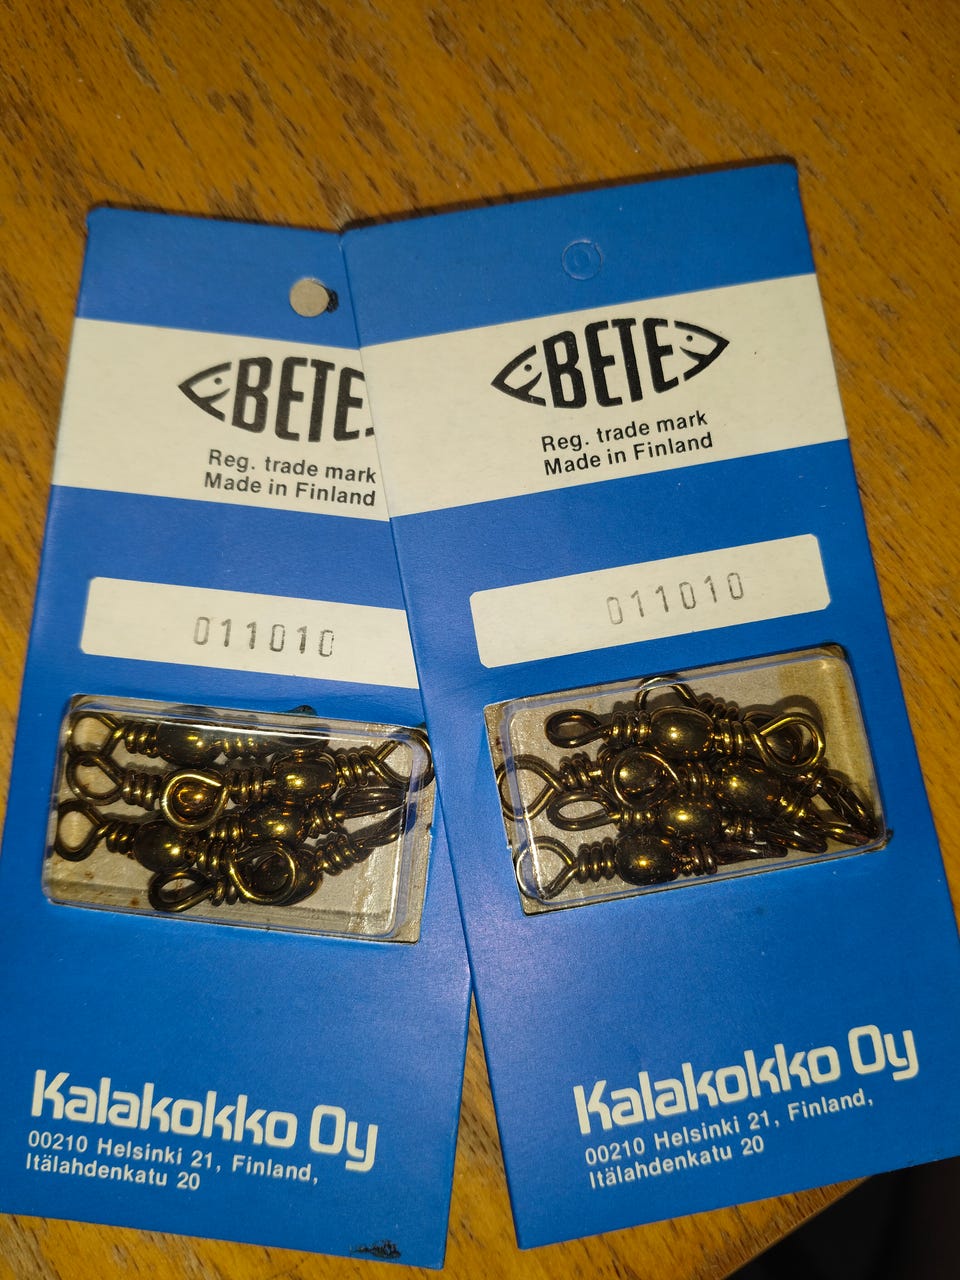 BETE
Reg. trade mark
Made in Finland
011010
Kalakokko Oy
00210 Helsinki 21, Finland,
Itälahdenkatu 20
BETE
Reg. trade mark
Made in Finland
011010
Kalakokko Oy
00210 Helsinki 21, Finland,
Itälahdenkatu 20